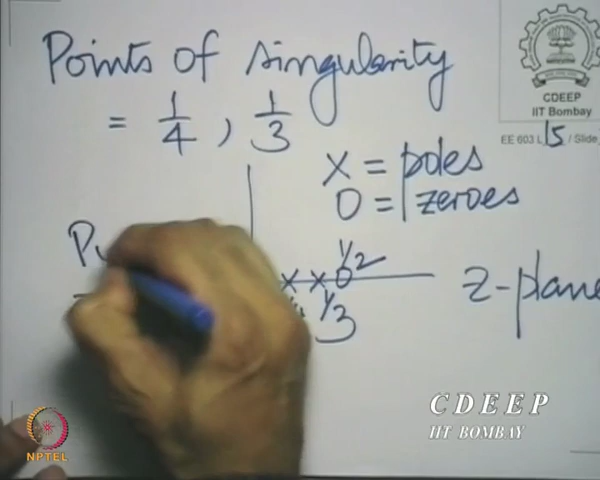 Points of singularity
= 1/4 , 1/3
CDEEP
IIT Bombay
EE 603 L 15 / Slide
X = poles
O = zeroes
1/2
1/3
Z-plane
CDEEP
IIT BOMBAY
NPTEL